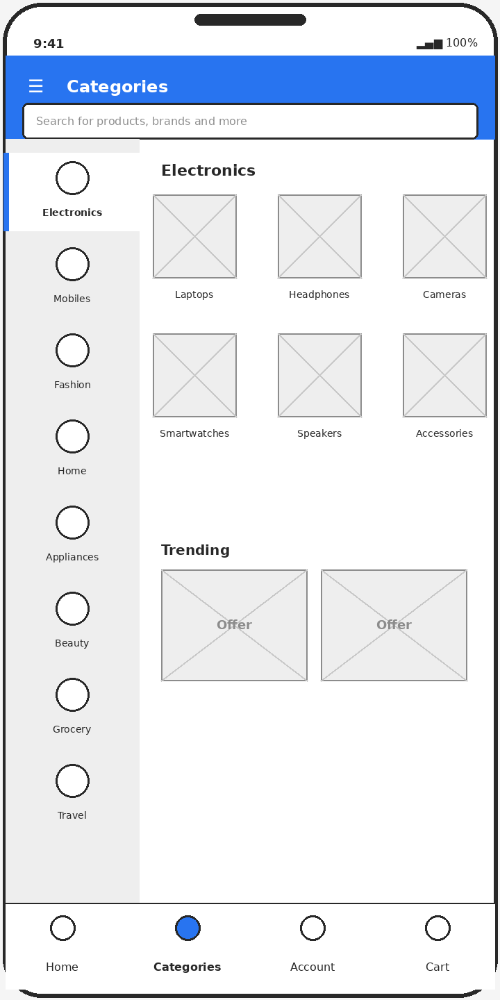 9:41
100%
☰ Categories
Search for products, brands and more
Electronics
Mobiles
Fashion
Home
Appliances
Beauty
Grocery
Travel
Electronics
Laptops Headphones Cameras
Smartwatches Speakers Accessories
Trending
Offer Offer
Home Categories Account Cart